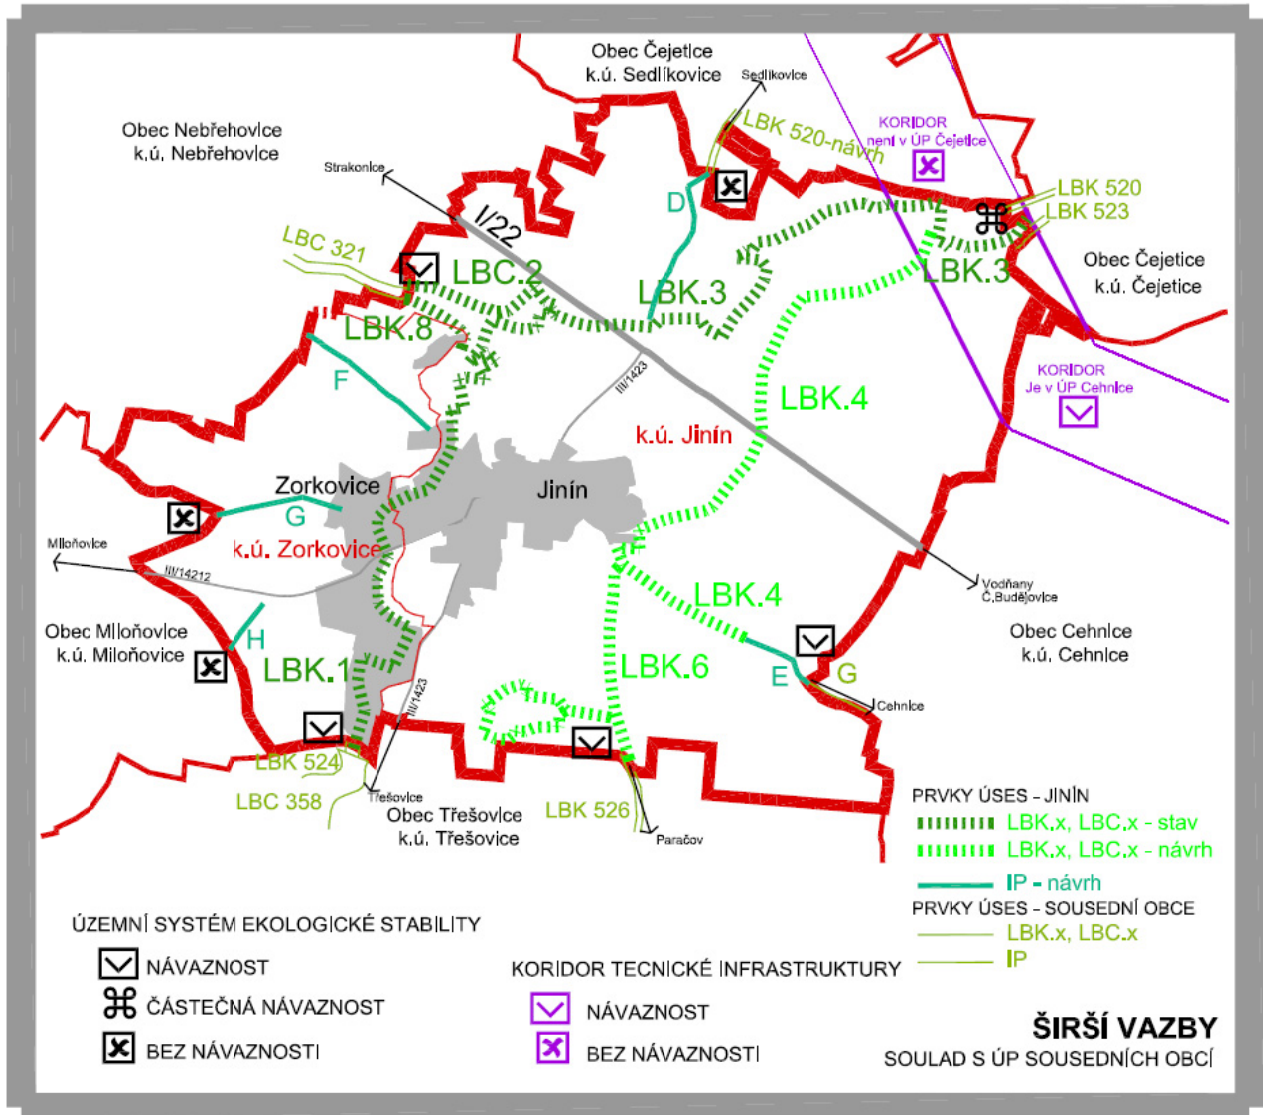 Obec Čejetice
k.ú. Sedlíkovice
Sedlíkovice
Obec Nebřehovice
k.ú. Nebřehovice
Strakonice
LBK 520-návrh
KORIDOR
není v ÚP Čejetice
LBK 520
LBK 523
D
I/22
LBC 321
LBC.2
LBK.3
LBK.3
Obec Čejetice
k.ú. Čejetice
LBK.8
F
III/1423
LBK.4
KORIDOR
Je v ÚP Cehnice
k.ú. Jinín
Zorkovice
Jinín
G
k.ú. Zorkovice
Miloňovice
III/14212
Vodňany
Č.Budějovice
LBK.4
Obec Miloňovice
k.ú. Miloňovice
H
Obec Cehnice
k.ú. Cehnice
LBK.1
LBK.6
E
G
Cehnice
III/1423
LBK 524
LBC 358
Třešovice
Obec Třešovice
k.ú. Třešovice
LBK 526
Paračov
PRVKY ÚSES - JINÍN
LBK.x, LBC.x - stav
LBK.x, LBC.x - návrh
IP - návrh
PRVKY ÚSES - SOUSEDNÍ OBCE
LBK.x, LBC.x
IP
ÚZEMNÍ SYSTÉM EKOLOGICKÉ STABILITY
NÁVAZNOST
ČÁSTEČNÁ NÁVAZNOST
BEZ NÁVAZNOSTI
KORIDOR TECNICKÉ INFRASTRUKTURY
NÁVAZNOST
BEZ NÁVAZNOSTI
ŠIRŠÍ VAZBY
SOULAD S ÚP SOUSEDNÍCH OBCÍ